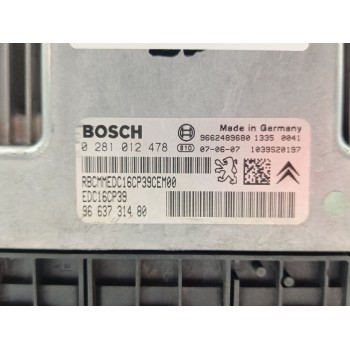 BOSCH
Made in Germany
9662489680 1335 0041
0 281 012 478 810 07-06-07 1039S20197
RBCMMEDC16CP39CEM00
EDC16CP39
96 637 314 80